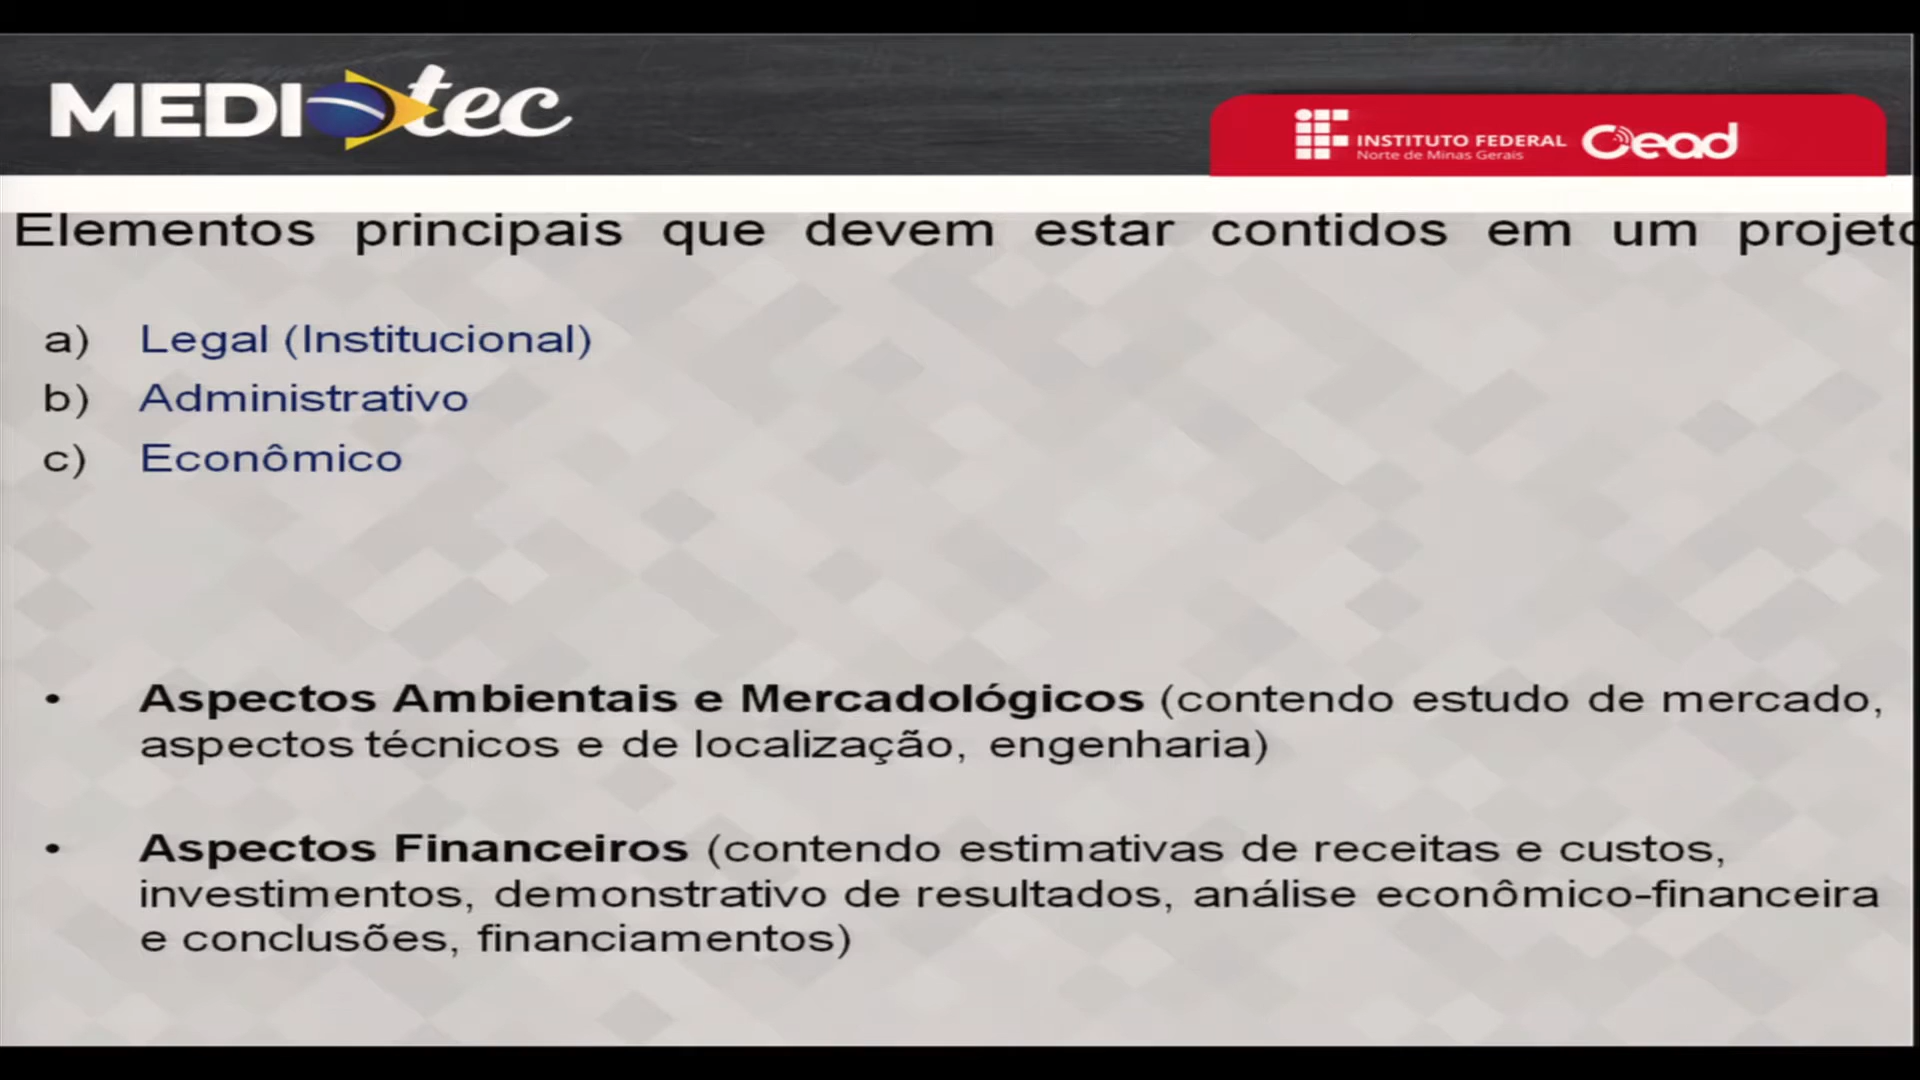 MEDIOtec
INSTITUTO FEDERAL
Norte de Minas Gerais
Cead
Elementos principais que devem estar contidos em um projeto
a) Legal (Institucional)
b) Administrativo
c) Econômico
• Aspectos Ambientais e Mercadológicos (contendo estudo de mercado,
aspectos técnicos e de localização, engenharia)
• Aspectos Financeiros (contendo estimativas de receitas e custos,
investimentos, demonstrativo de resultados, análise econômico-financeira
e conclusões, financiamentos)